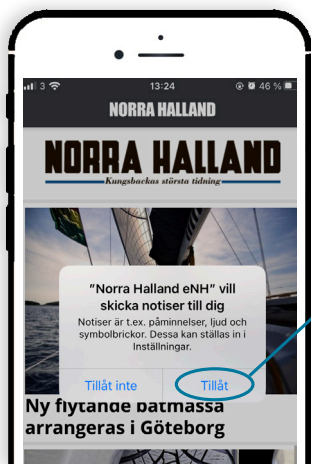 3 13:24 46 %
NORRA HALLAND
NORRA HALLAND
Kungsbackas största tidning
"Norra Halland eNH" vill
skicka notiser till dig
Notiser är t.ex. påminnelser, ljud och
symbolbrickor. Dessa kan ställas in i
Inställningar.
Tillåt inte Tillåt
Ny flytande båtmässa
arrangeras i Göteborg